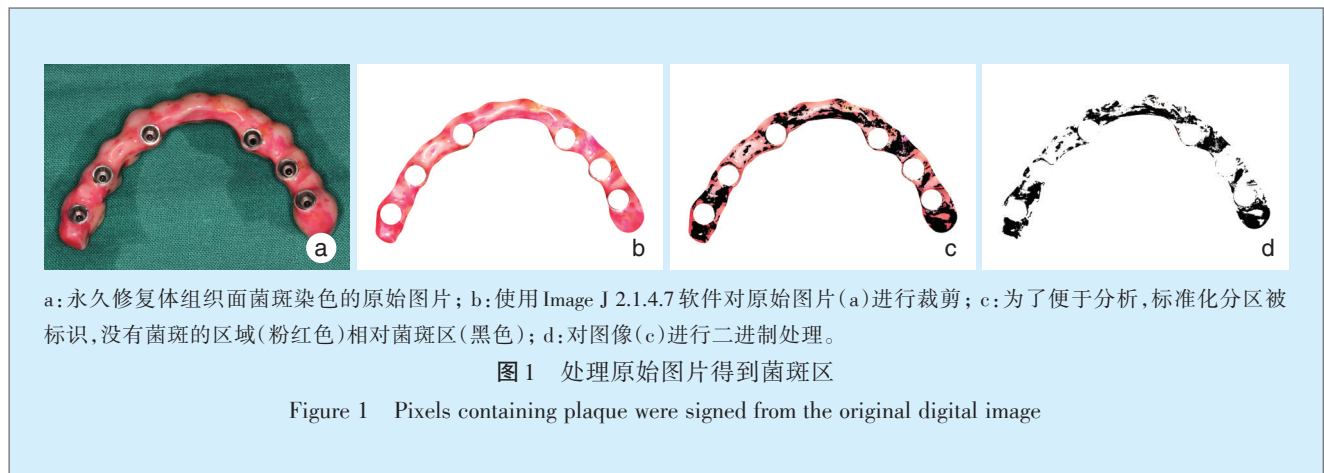 a
b
c
d
a:永久修复体组织面菌斑染色的原始图片;b:使用Image J 2.1.4.7软件对原始图片(a)进行裁剪;c:为了便于分析,标准化分区被
标识,没有菌斑的区域(粉红色)相对菌斑区(黑色);d:对图像(c)进行二进制处理。
图1 处理原始图片得到菌斑区
Figure 1 Pixels containing plaque were signed from the original digital image